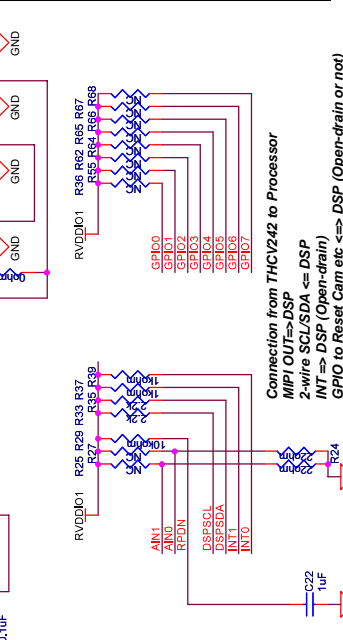 GND
GND
GND
GND
0ohm
0.1uF
R36 R62 R65 R67
R55 R64 R66 R68
NC
NC
NC
NC
NC
NC
NC
NC
RVDDIO1
GPIO0
GPIO1
GPIO2
GPIO3
GPIO4
GPIO5
GPIO6
GPIO7
R25 R29 R33 R37
R27 R35 R39
1kohm
1kohm
2.2k
2.2k
10kohm
NC
NC
RVDDIO1
AIN1
AIN0
RPDN
DSPSCL
DSPSDA
INT1
INT0
22ohm
22ohm
R24
C22
1uF
Connection from THCV242 to Processor
MIPI OUT=>DSP
2-wire SCL/SDA <= DSP
INT => DSP (Open-drain)
GPIO to Reset Cam etc <=> DSP (Open-drain or not)